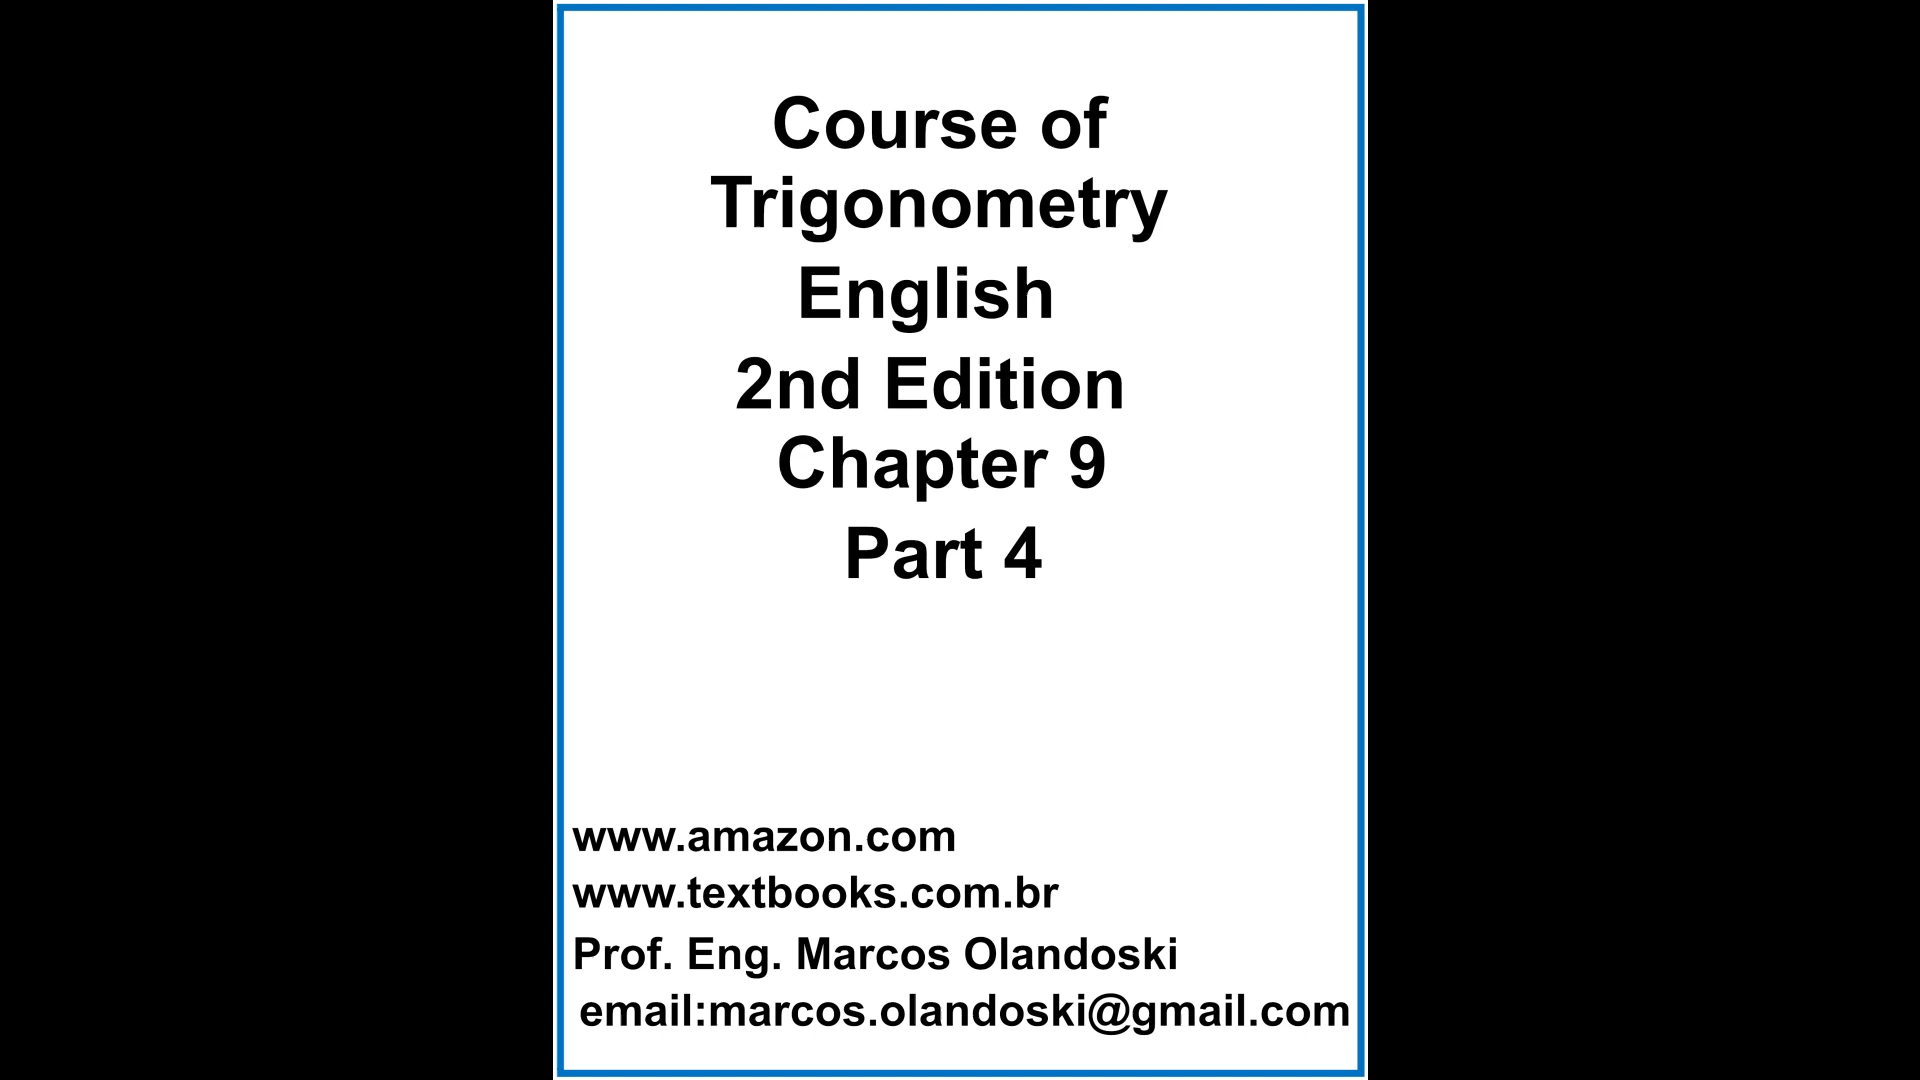 Course of
Trigonometry
English
2nd Edition
Chapter 9
Part 4
www.amazon.com
www.textbooks.com.br
Prof. Eng. Marcos Olandoski
email:marcos.olandoski@gmail.com